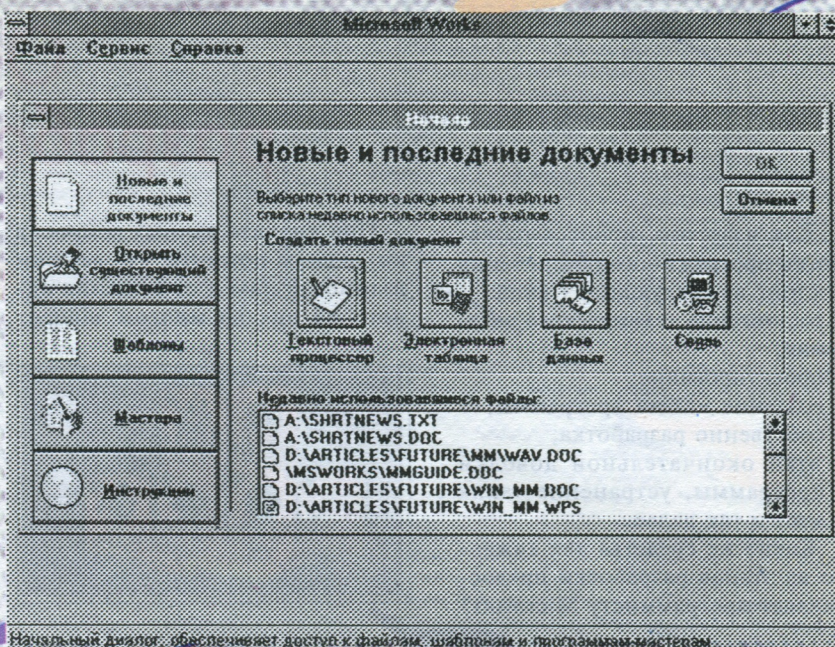 Microsoft Works
Файл Сервис Справка
Начало
Новые и последние документы
OK
Отмена
Выберите тип нового документа или файл из
списка недавно использовавшихся файлов.
Новые и
последние
документы
Открыть
существующий
документ
Шаблоны
Мастера
Инструкции
Создать новый документ
Текстовый
процессор
Электронная
таблица
База
данных
Связь
Недавно использовавшиеся файлы:
A:\SHRTNEWS.TXT
A:\SHRTNEWS.DOC
D:\ARTICLES\FUTURE\MM\WAV.DOC
\MSWORKS\MMGUIDE.DOC
D:\ARTICLES\FUTURE\WIN_MM.DOC
D:\ARTICLES\FUTURE\WIN_MM.WPS
Начальный диалог: обеспечивает доступ к файлам, шаблонам и программам-мастерам